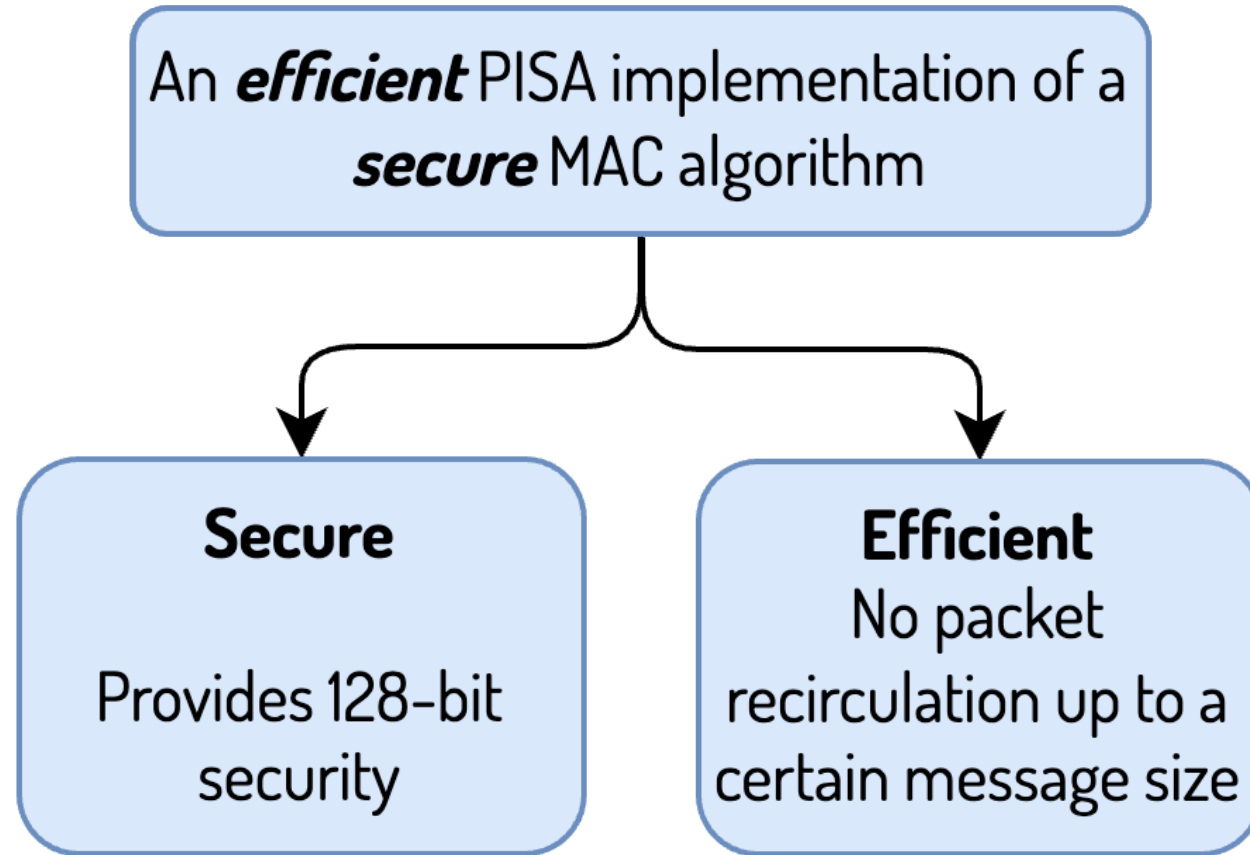 An efficient PISA implementation of a
secure MAC algorithm
Secure
Provides 128-bit
security
Efficient
No packet
recirculation up to a
certain message size